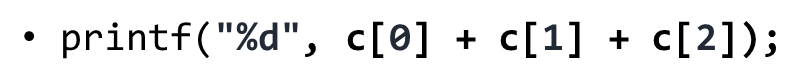 • printf("%d", c[0] + c[1] + c[2]);